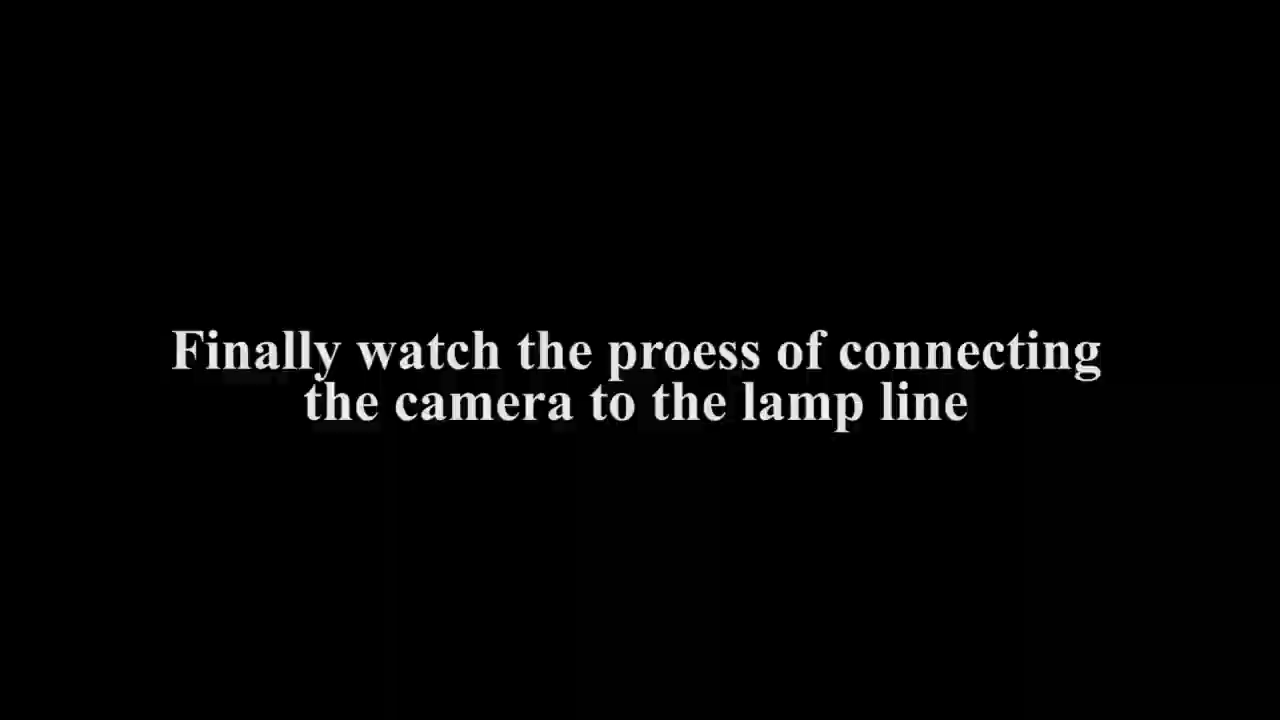 Finally watch the proess of connecting
the camera to the lamp line